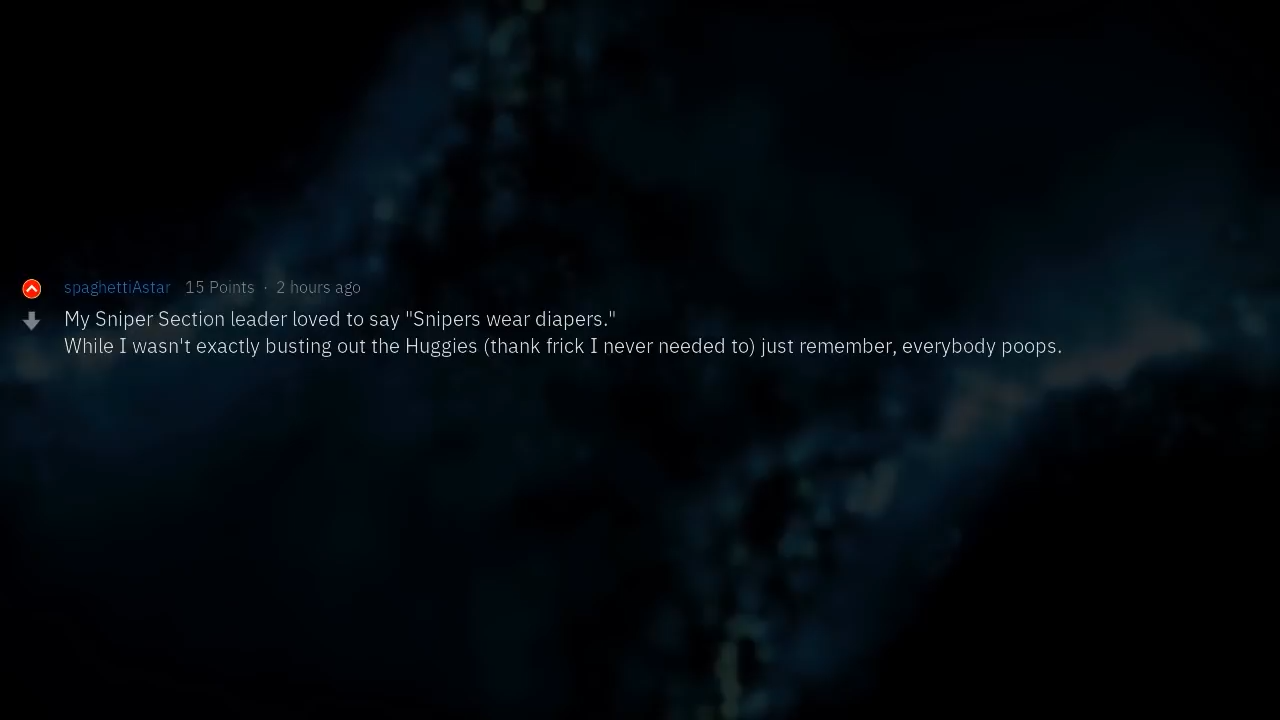 spaghettiAstar 15 Points · 2 hours ago
My Sniper Section leader loved to say "Snipers wear diapers."
While I wasn't exactly busting out the Huggies (thank frick I never needed to) just remember, everybody poops.